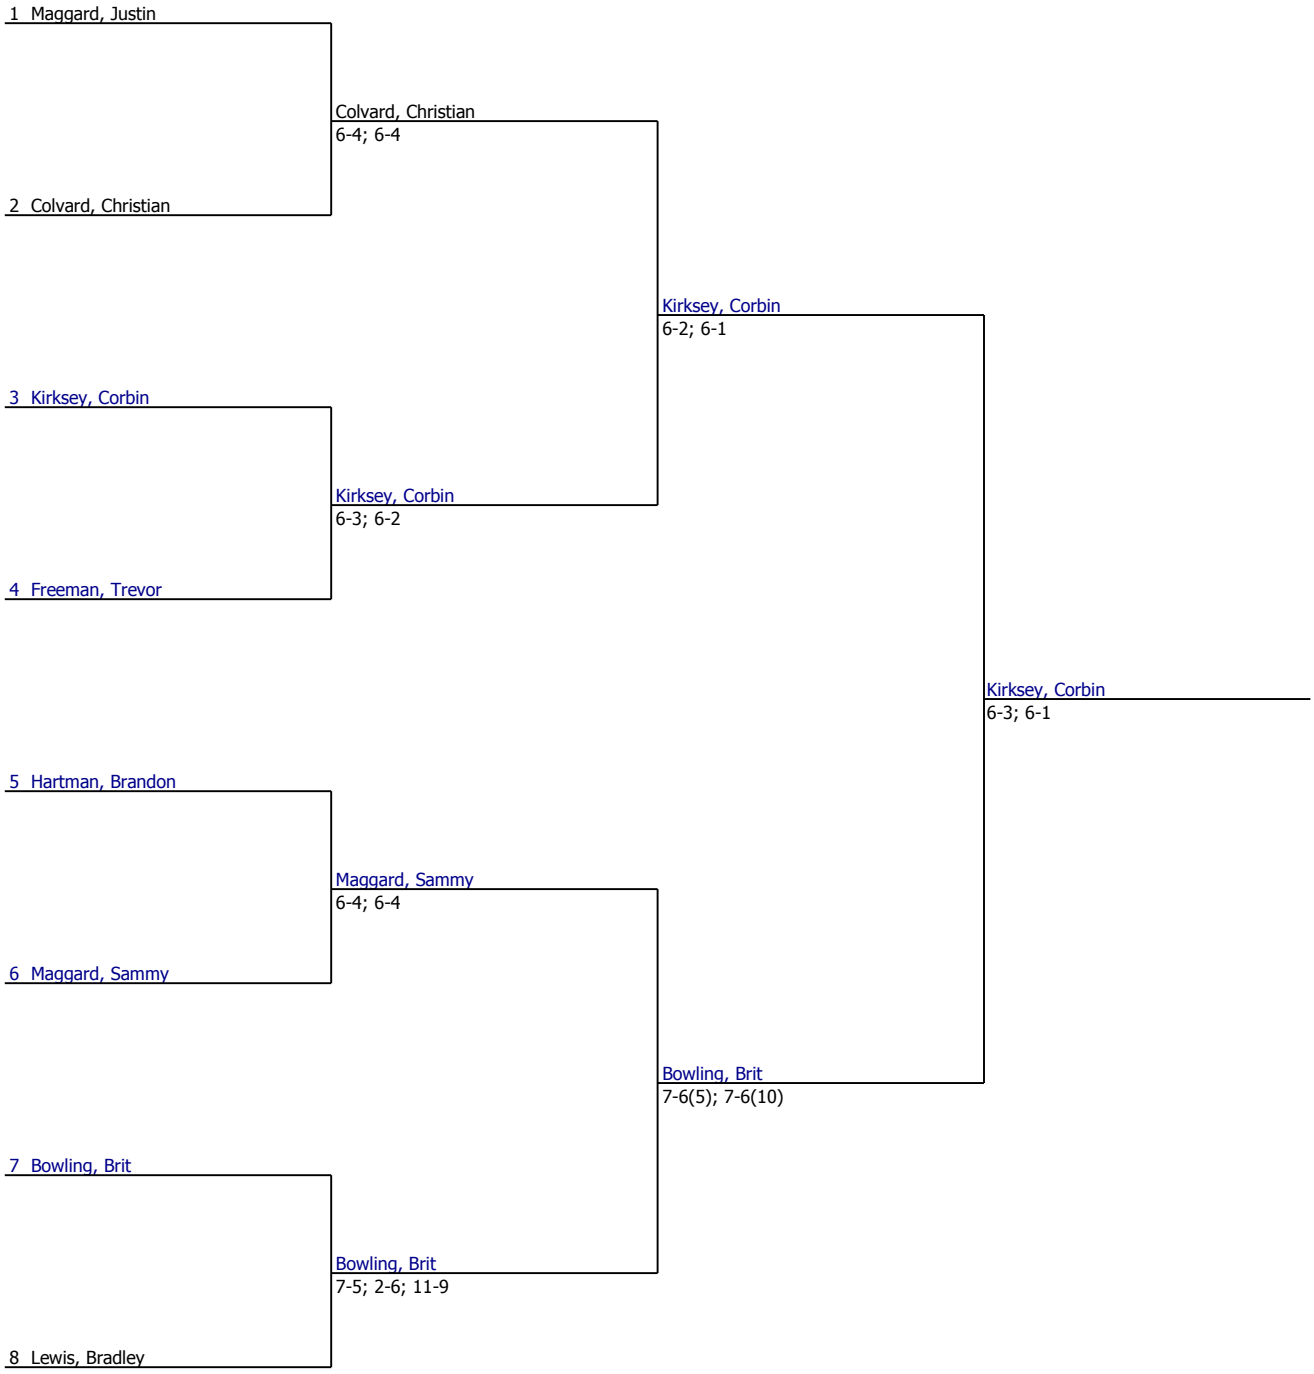 1 Maggard, Justin
Colvard, Christian
6-4; 6-4
2 Colvard, Christian
Kirksey, Corbin
6-2; 6-1
3 Kirksey, Corbin
Kirksey, Corbin
6-3; 6-2
4 Freeman, Trevor
Kirksey, Corbin
6-3; 6-1
5 Hartman, Brandon
Maggard, Sammy
6-4; 6-4
6 Maggard, Sammy
Bowling, Brit
7-6(5); 7-6(10)
7 Bowling, Brit
Bowling, Brit
7-5; 2-6; 11-9
8 Lewis, Bradley